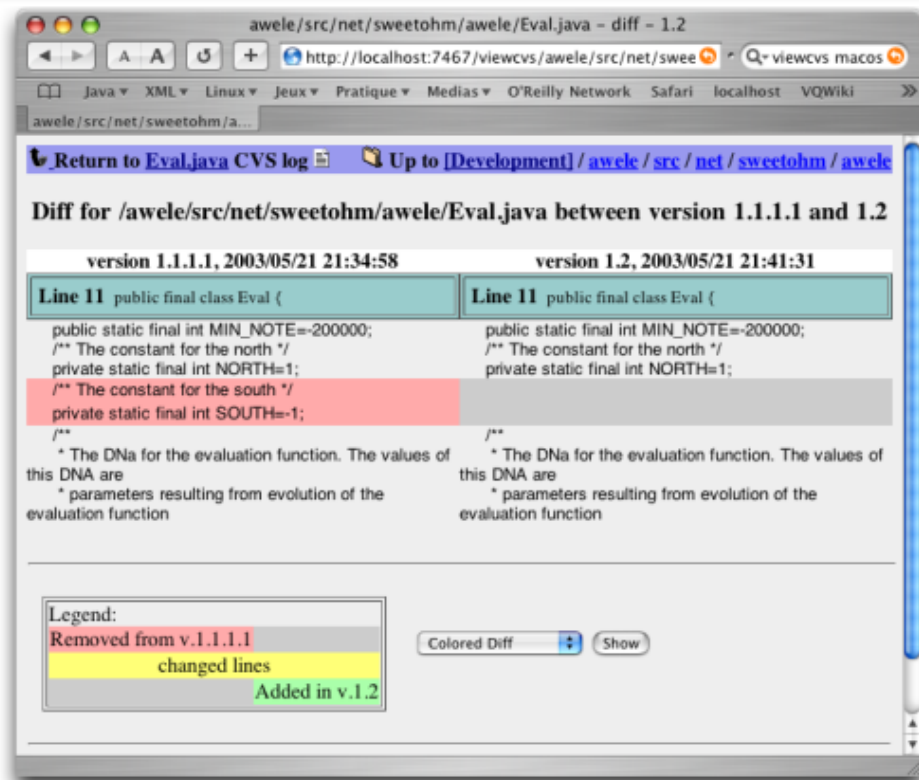 awele/src/net/sweetohm/awele/Eval.java – diff – 1.2
A A + http://localhost:7467/viewcvs/awele/src/net/swee Q▾ viewcvs macos
Java▾ XML▾ Linux▾ Jeux▾ Pratique▾ Medias▾ O'Reilly Network Safari localhost VQWiki »
awele/src/net/sweetohm/a...
Return to Eval.java CVS log Up to [Development] / awele / src / net / sweetohm / awele
Diff for /awele/src/net/sweetohm/awele/Eval.java between version 1.1.1.1 and 1.2
version 1.1.1.1, 2003/05/21 21:34:58 version 1.2, 2003/05/21 21:41:31
Line 11 public final class Eval { Line 11 public final class Eval {
public static final int MIN_NOTE=-200000; public static final int MIN_NOTE=-200000;
/** The constant for the north */ /** The constant for the north */
private static final int NORTH=1; private static final int NORTH=1;
/** The constant for the south */
private static final int SOUTH=-1;
/** /**
* The DNa for the evaluation function. The values of * The DNa for the evaluation function. The values of
this DNA are this DNA are
* parameters resulting from evolution of the * parameters resulting from evolution of the
evaluation function evaluation function
Legend:
Removed from v.1.1.1.1
changed lines
Added in v.1.2
Colored Diff Show